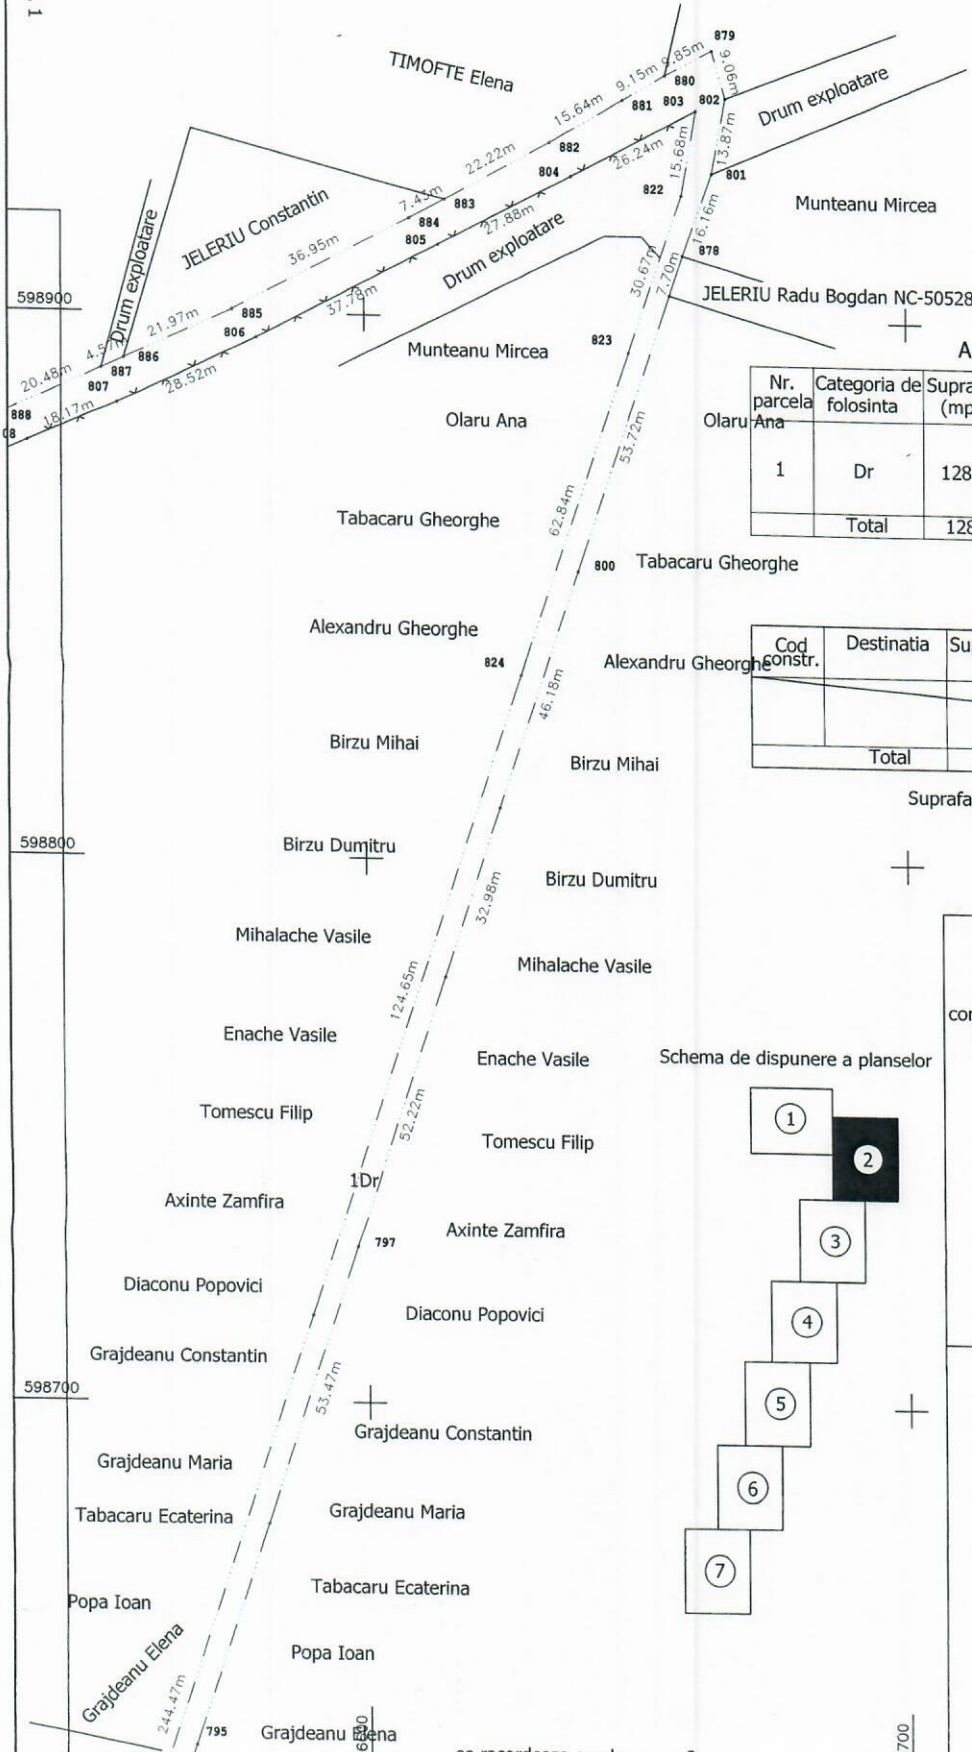 1
TIMOFTE Elena
879
9.85m
9.06m
9.15m
880
881
803
802
Drum exploatare
15.64m
882
13.87m
26.24m
15.68m
22.22m
804
822
801
7.43m
883
884
27.88m
JELERIU Constantin
805
Drum exploatare
Munteanu Mircea
16.16m
36.95m
878
Drum exploatare
30.67m
7.70m
JELERIU Radu Bogdan NC-50528
598900
37.78m
21.97m
885
806
886
823
Munteanu Mircea
20.48m
887
807
28.52m
18.17m
888
08
A
Nr. parcela
Categoria de folosinta
Supra
(mp
1
Dr
128
Total
128
Olaru Ana
Olaru Ana
53.72m
Tabacaru Gheorghe
62.84m
800
Tabacaru Gheorghe
Alexandru Gheorghe
824
Alexandru Gheorghe
Cod constr.
Destinatia
Su
Total
46.18m
Birzu Mihai
Birzu Mihai
Suprafa
598800
Birzu Dumitru
Birzu Dumitru
32.98m
Mihalache Vasile
Mihalache Vasile
124.65m
cor
Enache Vasile
Enache Vasile
Schema de dispunere a planselor
1
2
3
4
5
6
7
Tomescu Filip
52.22m
Tomescu Filip
1Dr
Axinte Zamfira
Axinte Zamfira
797
Diaconu Popovici
Diaconu Popovici
Grajdeanu Constantin
53.47m
598700
Grajdeanu Constantin
Grajdeanu Maria
Grajdeanu Maria
Tabacaru Ecaterina
Tabacaru Ecaterina
Popa Ioan
Popa Ioan
Grajdeanu Elena
244.47m
795
Grajdeanu Elena
700